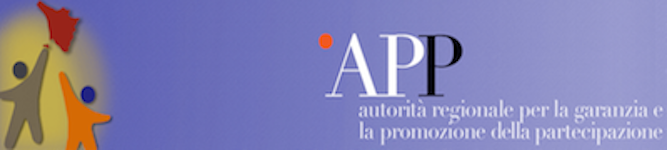 APP
autorità regionale per la garanzia e
la promozione della partecipazione